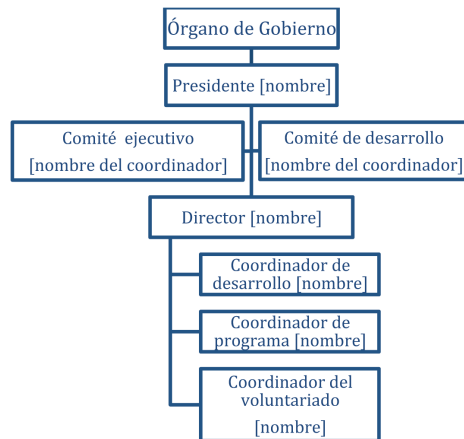 Órgano de Gobierno
Presidente [nombre]
Comité ejecutivo
[nombre del coordinador]
Comité de desarrollo
[nombre del coordinador]
Director [nombre]
Coordinador de
desarrollo [nombre]
Coordinador de
programa [nombre]
Coordinador del
voluntariado
[nombre]